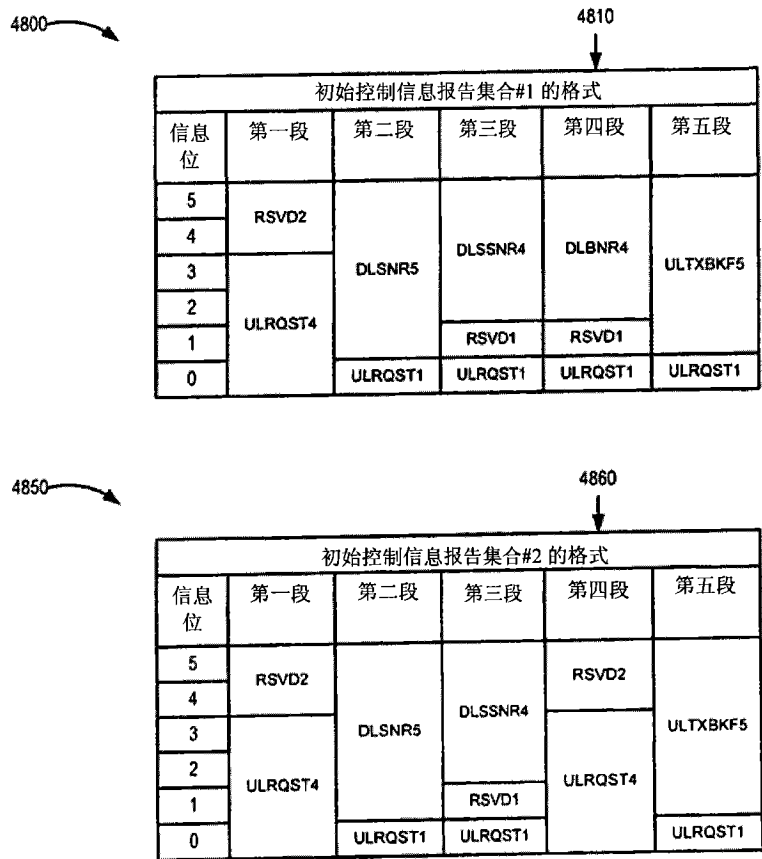 4800
4810
初始控制信息报告集合#1 的格式
信息位 第一段 第二段 第三段 第四段 第五段
5
4
3
2
1
0
RSVD2
ULRQST4
DLSNR5
ULRQST1
DLSSNR4
RSVD1
ULRQST1
DLBNR4
RSVD1
ULRQST1
ULTXBKF5
ULRQST1
4850
4860
初始控制信息报告集合#2 的格式
信息位 第一段 第二段 第三段 第四段 第五段
5
4
3
2
1
0
RSVD2
ULRQST4
DLSNR5
ULRQST1
DLSSNR4
RSVD1
ULRQST1
RSVD2
ULRQST4
ULTXBKF5
ULRQST1